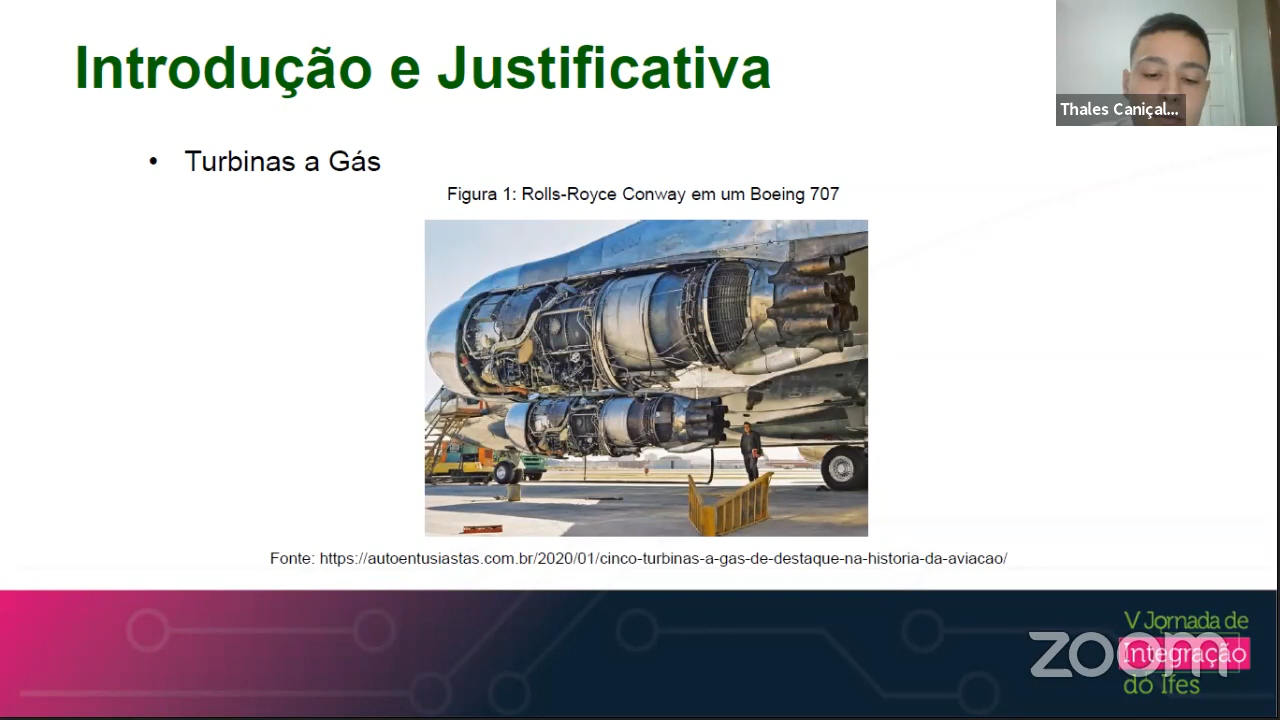 Introdução e Justificativa
Thales Caniçal...
• Turbinas a Gás
Figura 1: Rolls-Royce Conway em um Boeing 707
Fonte: https://autoentusiastas.com.br/2020/01/cinco-turbinas-a-gas-de-destaque-na-historia-da-aviacao/
V Jornada de
Integração
do Ifes
zoom